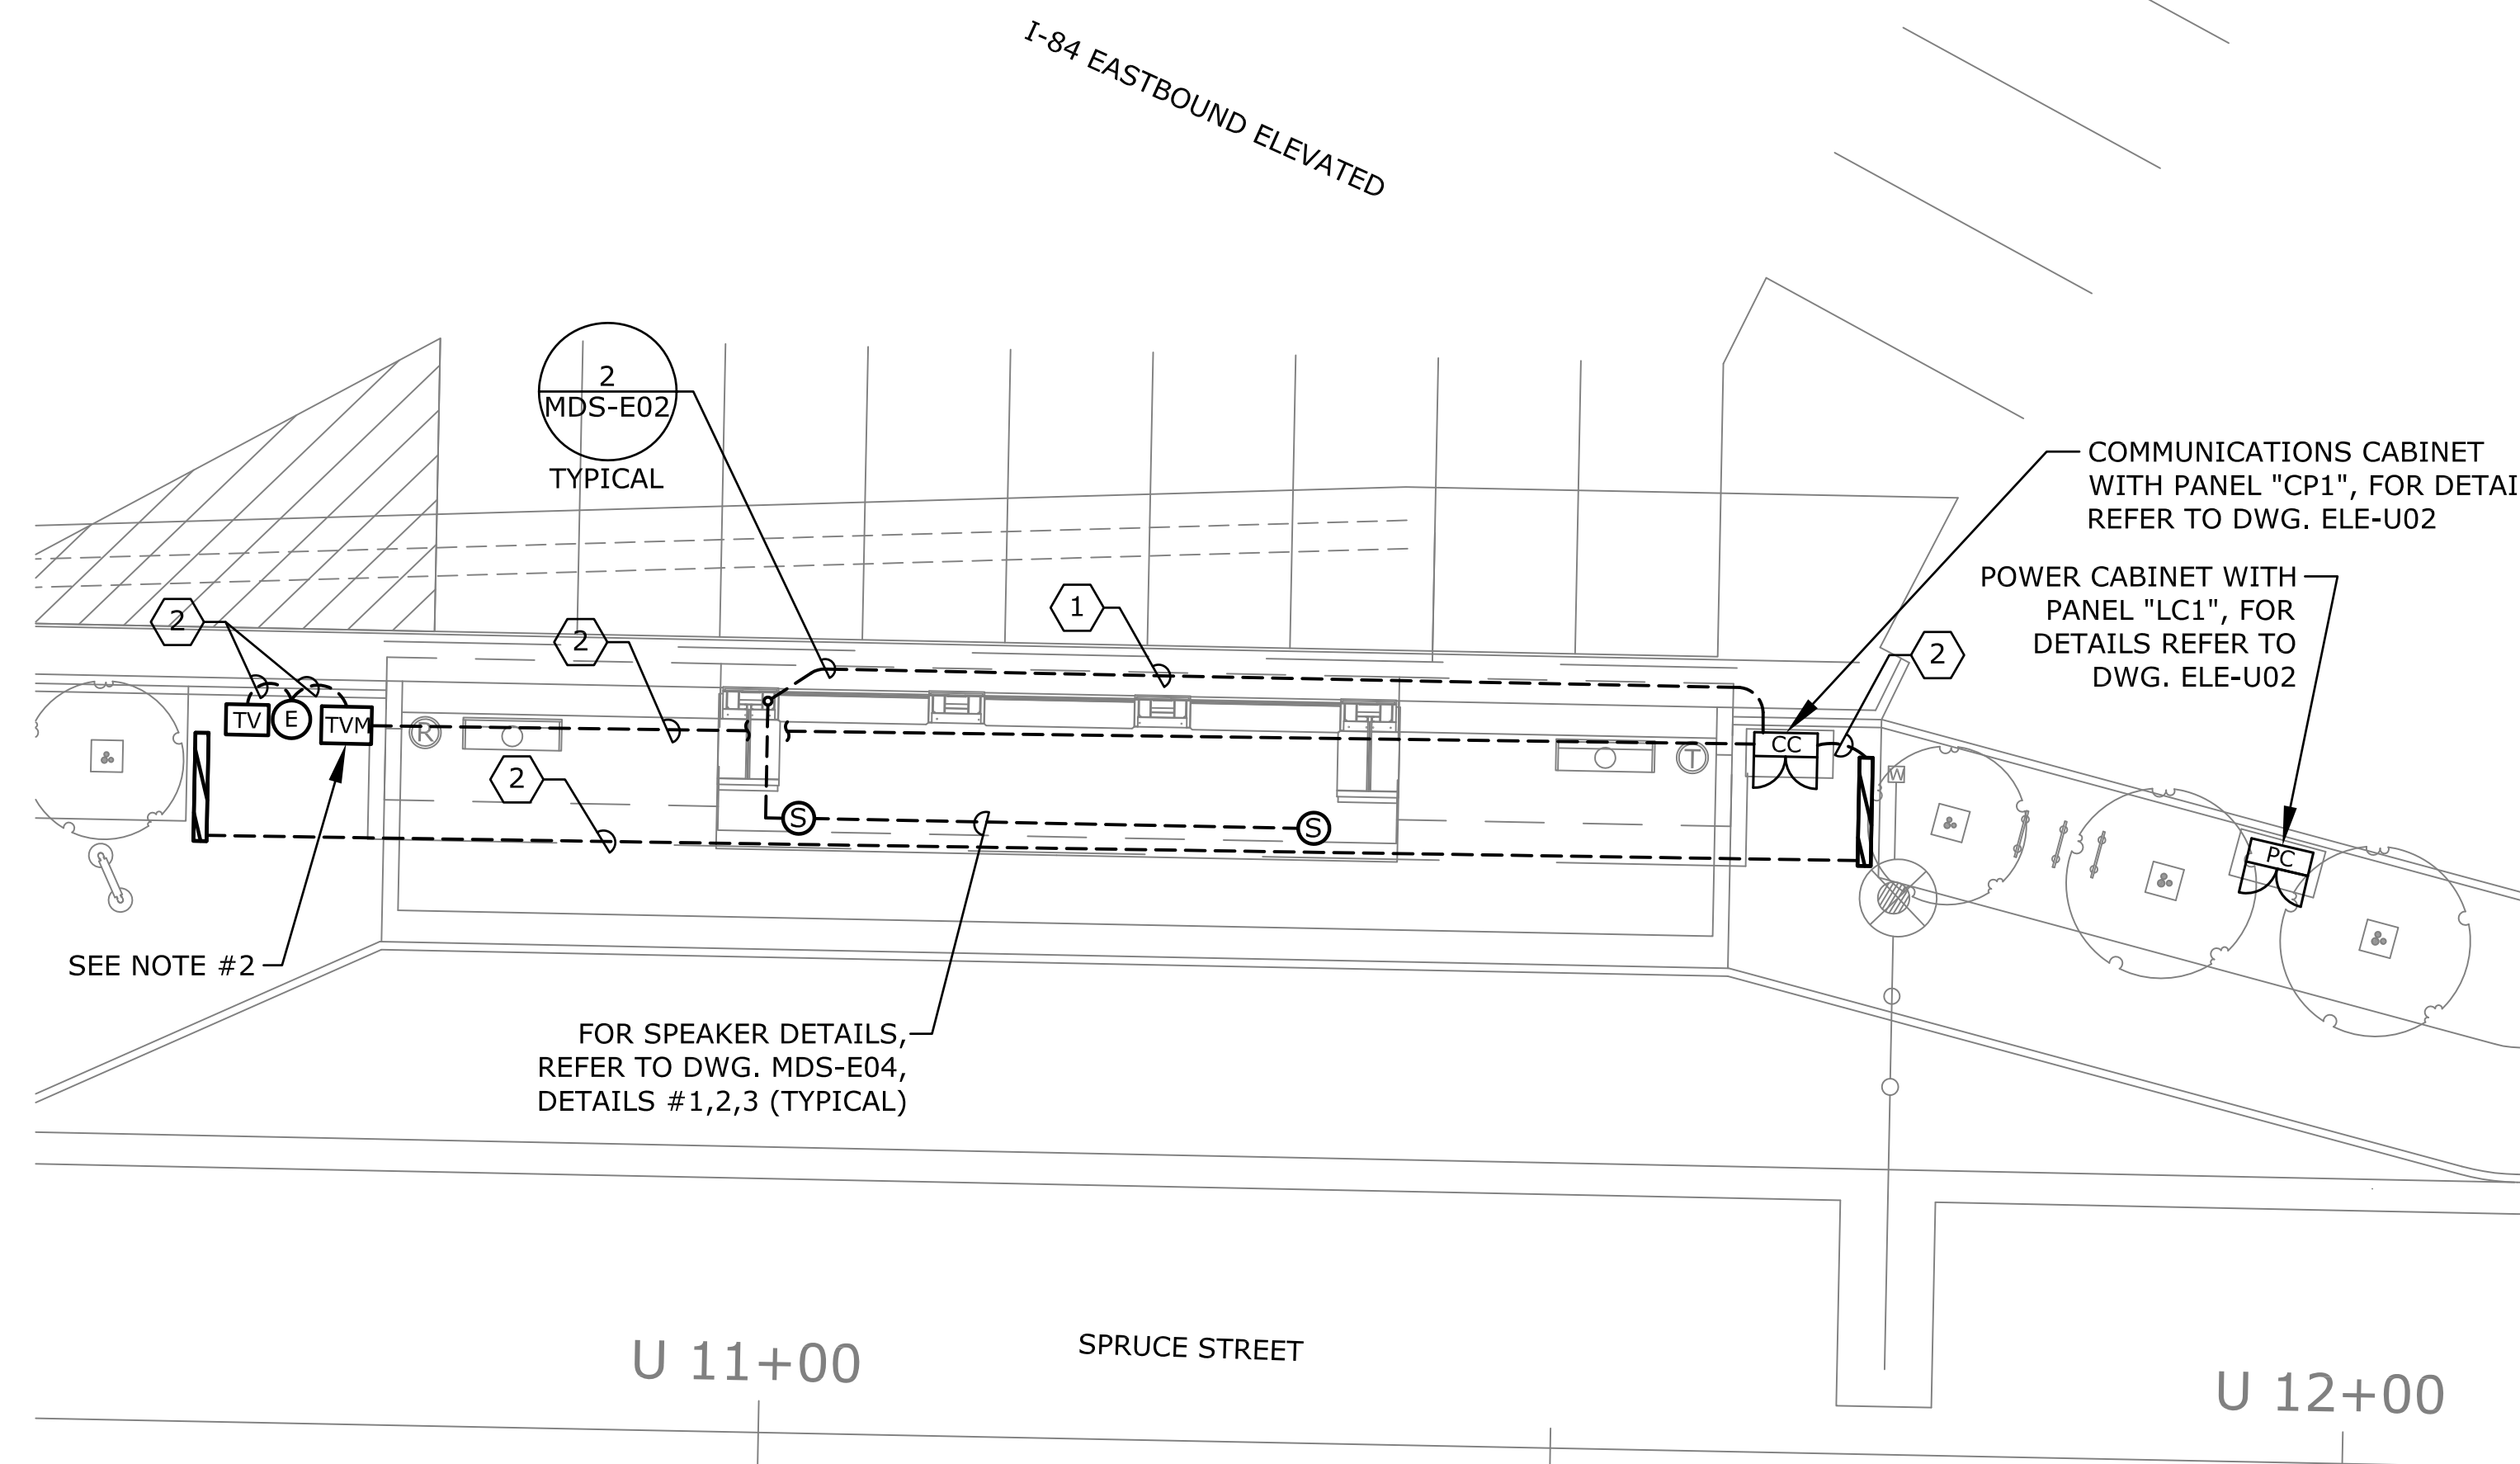 I-84 EASTBOUND ELEVATED
2
MDS-E02
TYPICAL
COMMUNICATIONS CABINET
WITH PANEL "CP1", FOR DETAI
REFER TO DWG. ELE-U02
POWER CABINET WITH
PANEL "LC1", FOR
DETAILS REFER TO
DWG. ELE-U02
2
2
1
2
TV
E
TVM
R
CC
T
W
2
S
S
PC
SEE NOTE #2
FOR SPEAKER DETAILS,
REFER TO DWG. MDS-E04,
DETAILS #1,2,3 (TYPICAL)
SPRUCE STREET
U 11+00
U 12+00